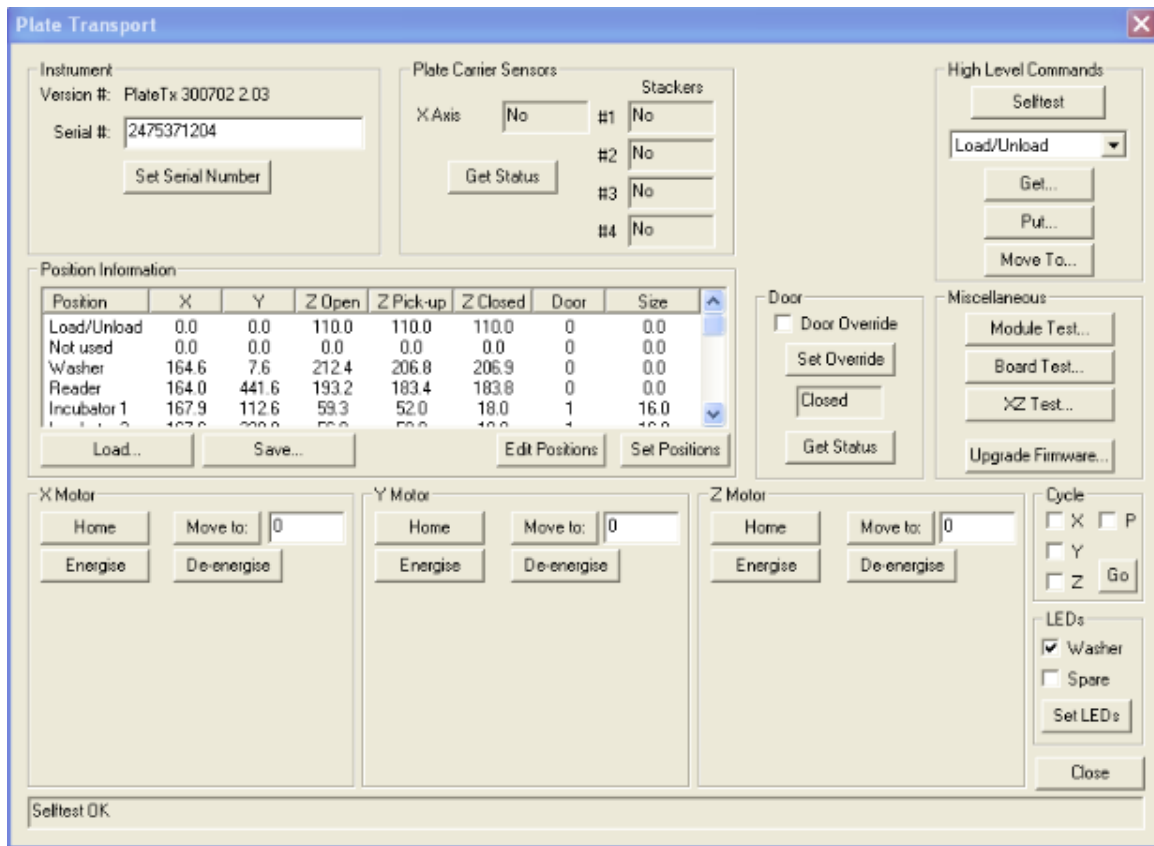 Plate Transport
Instrument
Version #: PlateTx 300702 2.03
Serial #: 2475371204
Set Serial Number
Plate Carrier Sensors
Stackers
X Axis No #1 No
#2 No
Get Status
#3 No
#4 No
High Level Commands
Selftest
Load/Unload
Get...
Put...
Move To...
Position Information
Position X Y Z Open Z Pick-up Z Closed Door Size
Load/Unload 0.0 0.0 110.0 110.0 110.0 0 0.0
Not used 0.0 0.0 0.0 0.0 0.0 0 0.0
Washer 164.6 7.6 212.4 206.8 206.9 0 0.0
Reader 164.0 441.6 193.2 183.4 183.8 0 0.0
Incubator 1 167.9 112.6 59.3 52.0 18.0 1 16.0
Load... Save... Edit Positions Set Positions
Door
Door Override
Set Override
Closed
Get Status
Miscellaneous
Module Test...
Board Test...
XZ Test...
Upgrade Firmware...
X Motor
Home Move to: 0
Energise De-energise
Y Motor
Home Move to: 0
Energise De-energise
Z Motor
Home Move to: 0
Energise De-energise
Cycle
X P
Y
Z Go
LEDs
Washer
Spare
Set LEDs
Close
Selftest OK